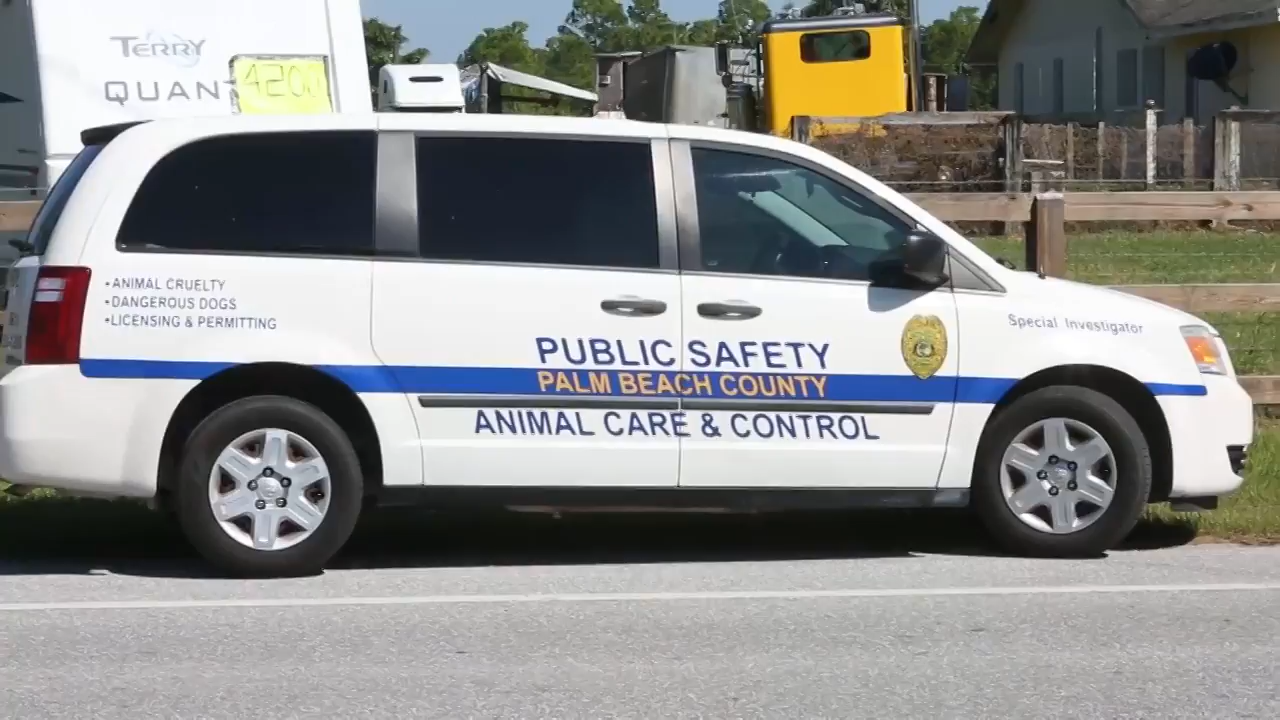 TERRY
QUANT
4200
• ANIMAL CRUELTY
• DANGEROUS DOGS
• LICENSING & PERMITTING
PUBLIC SAFETY
PALM BEACH COUNTY
ANIMAL CARE & CONTROL
Special Investigator